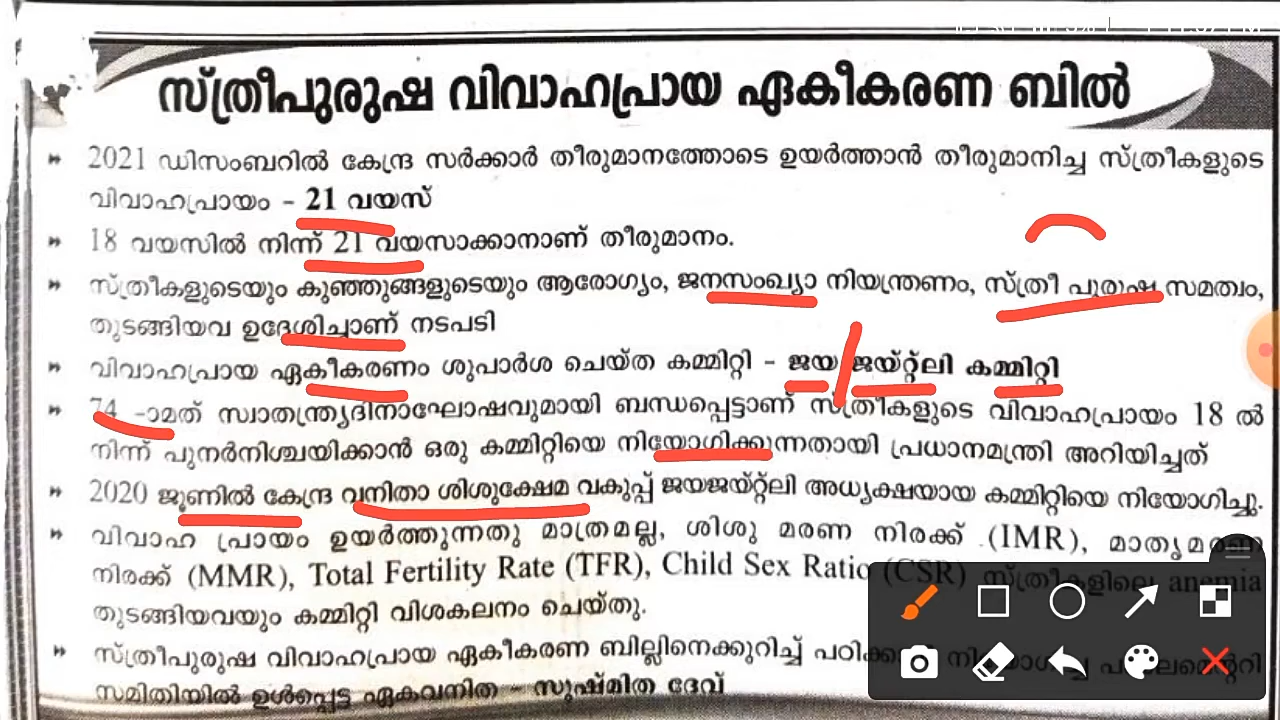 സ്ത്രീപുരുഷ വിവാഹപ്രായ ഏകീകരണ ബിൽ
2021 ഡിസംബറിൽ കേന്ദ്ര സർക്കാർ തീരുമാനത്തോടെ ഉയർത്താൻ തീരുമാനിച്ച സ്ത്രീകളുടെ
വിവാഹപ്രായം - 21 വയസ്
18 വയസിൽ നിന്ന് 21 വയസാക്കാനാണ് തീരുമാനം.
സ്ത്രീകളുടെയും കുഞ്ഞുങ്ങളുടെയും ആരോഗ്യം, ജനസംഖ്യാ നിയന്ത്രണം, സ്ത്രീ പുരുഷ സമത്വം,
തുടങ്ങിയവ ഉദ്ദേശിച്ചാണ് നടപടി
വിവാഹപ്രായ ഏകീകരണം ശുപാർശ ചെയ്ത കമ്മിറ്റി - ജയ ജയ്റ്റ്ലി കമ്മിറ്റി
74 -ാമത് സ്വാതന്ത്ര്യദിനാഘോഷവുമായി ബന്ധപ്പെട്ടാണ് സ്ത്രീകളുടെ വിവാഹപ്രായം 18 ൽ
നിന്ന് പുനർനിശ്ചയിക്കാൻ ഒരു കമ്മിറ്റിയെ നിയോഗിക്കുന്നതായി പ്രധാനമന്ത്രി അറിയിച്ചത്
2020 ജൂണിൽ കേന്ദ്ര വനിതാ ശിശുക്ഷേമ വകുപ്പ് ജയജയ്റ്റ്ലി അധ്യക്ഷയായ കമ്മിറ്റിയെ നിയോഗിച്ചു.
വിവാഹ പ്രായം ഉയർത്തുന്നതു മാത്രമല്ല, ശിശു മരണ നിരക്ക് (IMR), മാതൃമരണ
നിരക്ക് (MMR), Total Fertility Rate (TFR), Child Sex Ratio (CSR) സ്ത്രീകളിലെ anemia
തുടങ്ങിയവയും കമ്മിറ്റി വിശകലനം ചെയ്തു.
സ്ത്രീപുരുഷ വിവാഹപ്രായ ഏകീകരണ ബില്ലിനെക്കുറിച്ച്
സമിതിയിൽ ഉൾപ്പെട്ട ഏകവനിത - സുഷ്മിത ദേവ്